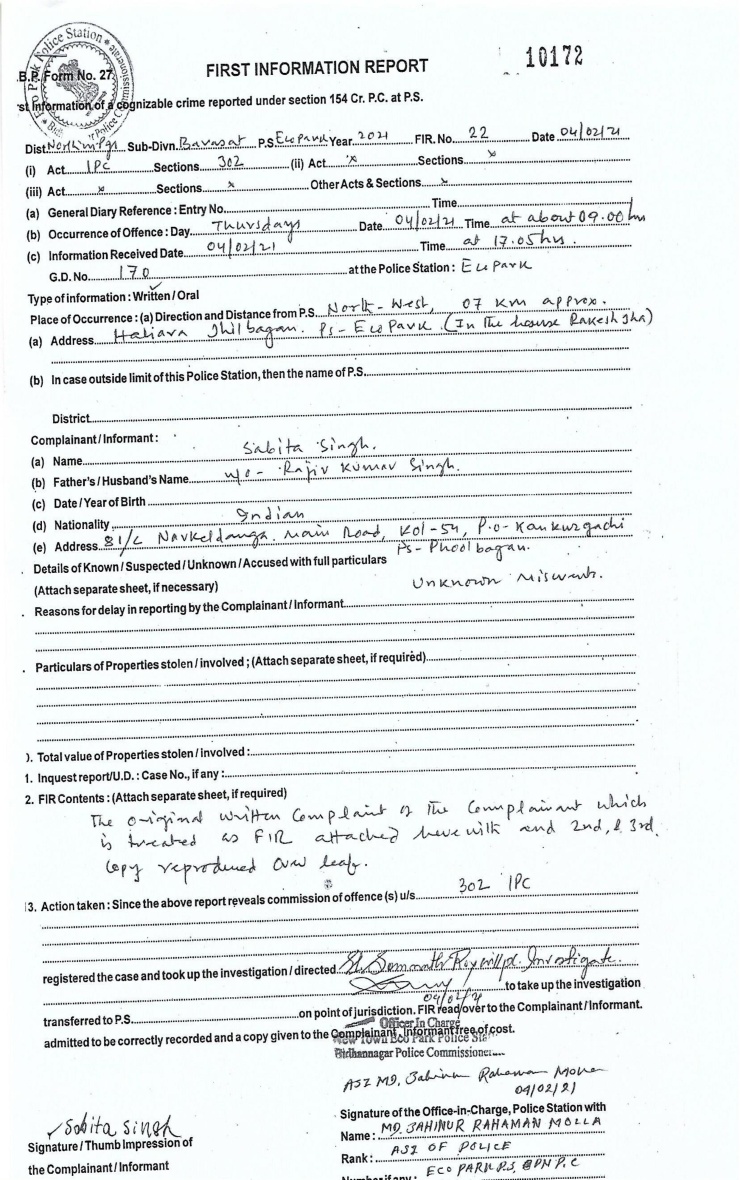 10172
FIRST INFORMATION REPORT
Eco Park Police Station
.B.P. Form No. 27
st Information of a cognizable crime reported under section 154 Cr. P.C. at P.S.
Dist. Sub-Divn. Barasat P.S. Eco Park Year 2021 FIR. No. 22 Date 04/02/21
(i) Act IPC Sections 302 (ii) Act x Sections x
(iii) Act x Sections x Other Acts & Sections x
(a) General Diary Reference : Entry No. Time
(b) Occurrence of Offence : Day Thursdays Date 04/02/21 Time at about 09.00 hrs
(c) Information Received Date 04/02/21 Time at 17.05 hrs.
G.D. No. 170 at the Police Station : Eco Park
Type of information : Written / Oral
Place of Occurrence : (a) Direction and Distance from P.S. North-West, 07 km approx.
(a) Address Hatiara Jhilbagan. Ps- Eco Park (In the house Rakesh Jha)
(b) In case outside limit of this Police Station, then the name of P.S.
District
Complainant / Informant :
(a) Name Sabita Singh.
(b) Father's / Husband's Name w/o - Rajiv Kumar Singh.
(c) Date / Year of Birth
(d) Nationality Indian
(e) Address 81/C Narkeldanga. Main Road, Kol-54, P.o- Kankurgachi
Ps- Phoolbagan.
Details of Known / Suspected / Unknown / Accused with full particulars
(Attach separate sheet, if necessary) Unknown
. Reasons for delay in reporting by the Complainant / Informant
. Particulars of Properties stolen / involved ; (Attach separate sheet, if required)
). Total value of Properties stolen / involved :
1. Inquest report/U.D. : Case No., if any :
2. FIR Contents : (Attach separate sheet, if required)
The original written Complaint of the Complainant which
is treated as FIR attached herewith and 2nd, & 3rd
Copy reproduced over leaf.
3. Action taken : Since the above report reveals commission of offence (s) u/s. 302 IPC
registered the case and took up the investigation / directed SI. Somnath Roy will pl. Investigate.
to take up the investigation
04/02/21
transferred to P.S. on point of jurisdiction. FIR read/over to the Complainant / Informant.
Officer In Charge
admitted to be correctly recorded and a copy given to the Complainant, Informant free of cost.
New Town Eco Park Police Sta
Bidhannagar Police Commissioner
ASI MD. Jahinur Rahaman Molla
04/02/21
Sabita Singh
Signature / Thumb Impression of
the Complainant / Informant
Signature of the Office-in-Charge, Police Station with
Name : MD. JAHINUR RAHAMAN MOLLA
Rank : ASI OF POLICE
ECO PARK P.S,
Number if any :